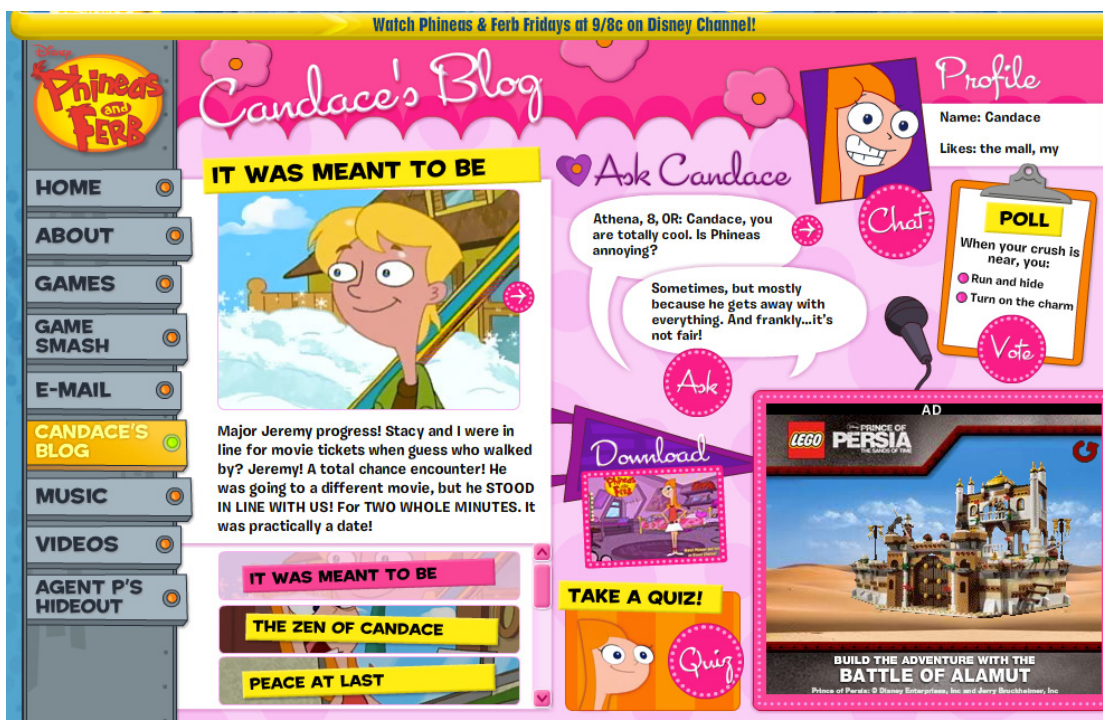 Watch Phineas & Ferb Fridays at 9/8c on Disney Channel!
Disney
Phineas
and
FERB
HOME
ABOUT
GAMES
GAME
SMASH
E-MAIL
CANDACE'S
BLOG
MUSIC
VIDEOS
AGENT P'S
HIDEOUT
Candace's Blog
IT WAS MEANT TO BE
Major Jeremy progress! Stacy and I were in
line for movie tickets when guess who walked
by? Jeremy! A total chance encounter! He
was going to a different movie, but he STOOD
IN LINE WITH US! For TWO WHOLE MINUTES. It
was practically a date!
IT WAS MEANT TO BE
THE ZEN OF CANDACE
PEACE AT LAST
Ask Candace
Athena, 8, OR: Candace, you
are totally cool. Is Phineas
annoying?
Sometimes, but mostly
because he gets away with
everything. And frankly...it's
not fair!
Ask
Download
Phineas
and
FERB
TAKE A QUIZ!
Quiz
Profile
Name: Candace
Likes: the mall, my
Chat
POLL
When your crush is
near, you:
Run and hide
Turn on the charm
Vote
AD
LEGO
Disney
PRINCE OF
PERSIA
THE SANDS OF TIME
BUILD THE ADVENTURE WITH THE
BATTLE OF ALAMUT
Prince of Persia: © Disney Enterprises, Inc and Jerry Bruckheimer, Inc